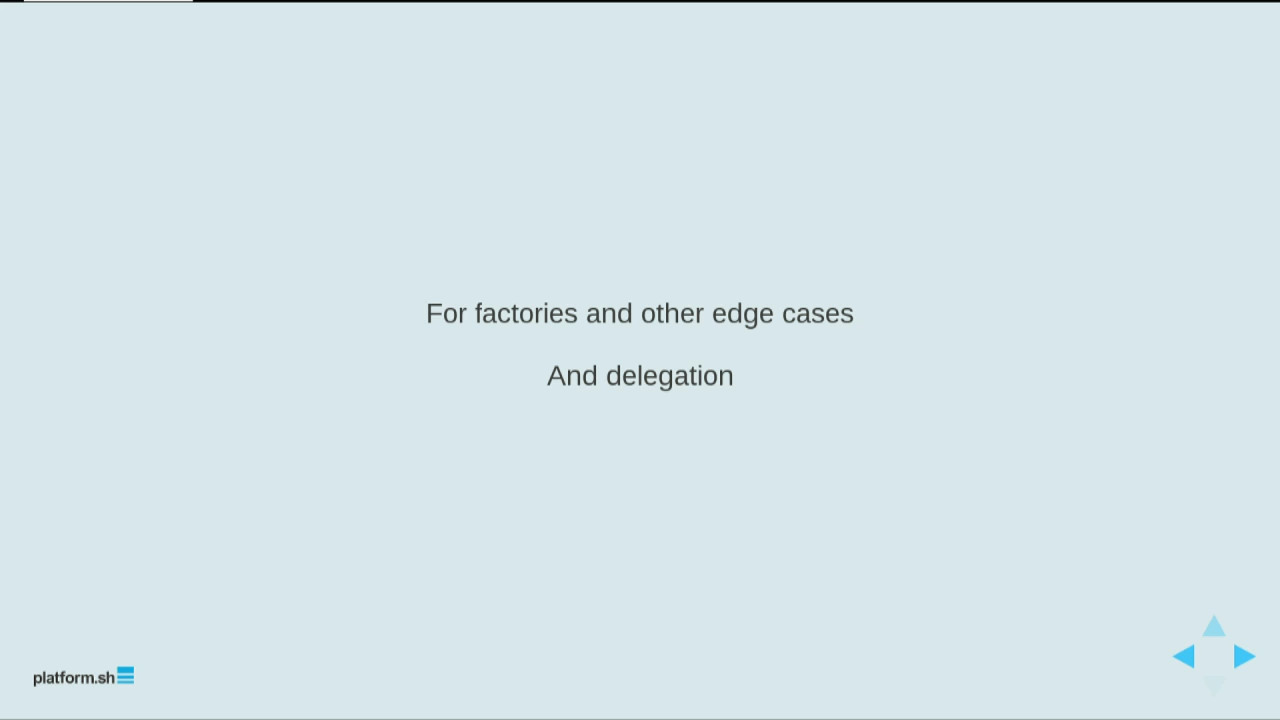 For factories and other edge cases
And delegation
platform.sh